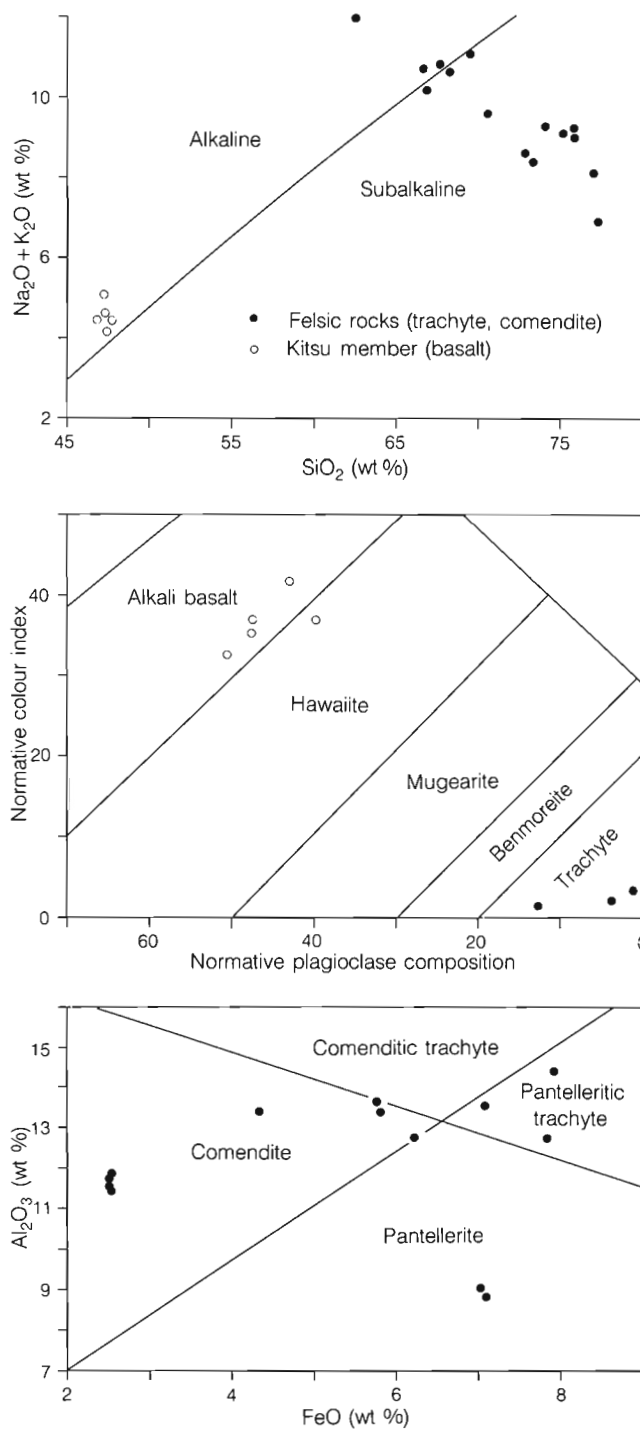 Na₂O + K₂O (wt %)
10
6
2
Alkaline
Subalkaline
● Felsic rocks (trachyte, comendite)
○ Kitsu member (basalt)
45 55 65 75
SiO₂ (wt %)
Normative colour index
40
20
0
Alkali basalt
Hawaiite
Mugearite
Benmoreite
Trachyte
60 40 20
Normative plagioclase composition
Al₂O₃ (wt %)
15
13
11
9
7
Comenditic trachyte
Pantelleritic
trachyte
Comendite
Pantellerite
2 4 6 8
FeO (wt %)